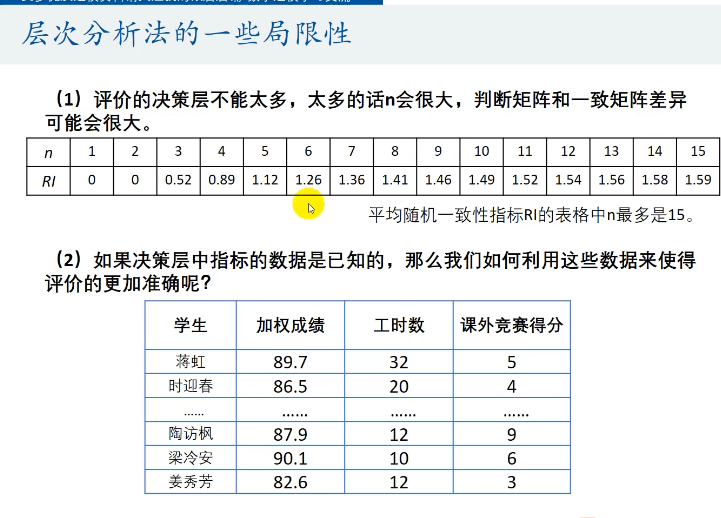 层次分析法的一些局限性
（1）评价的决策层不能太多，太多的话n会很大，判断矩阵和一致矩阵差异
可能会很大。
n 1 2 3 4 5 6 7 8 9 10 11 12 13 14 15
RI 0 0 0.52 0.89 1.12 1.26 1.36 1.41 1.46 1.49 1.52 1.54 1.56 1.58 1.59
平均随机一致性指标RI的表格中n最多是15。
（2）如果决策层中指标的数据是已知的，那么我们如何利用这些数据来使得
评价的更加准确呢？
学生 加权成绩 工时数 课外竞赛得分
蒋虹 89.7 32 5
时迎春 86.5 20 4
…… …… …… ……
陶访枫 87.9 12 9
梁冷安 90.1 10 6
姜秀芳 82.6 12 3